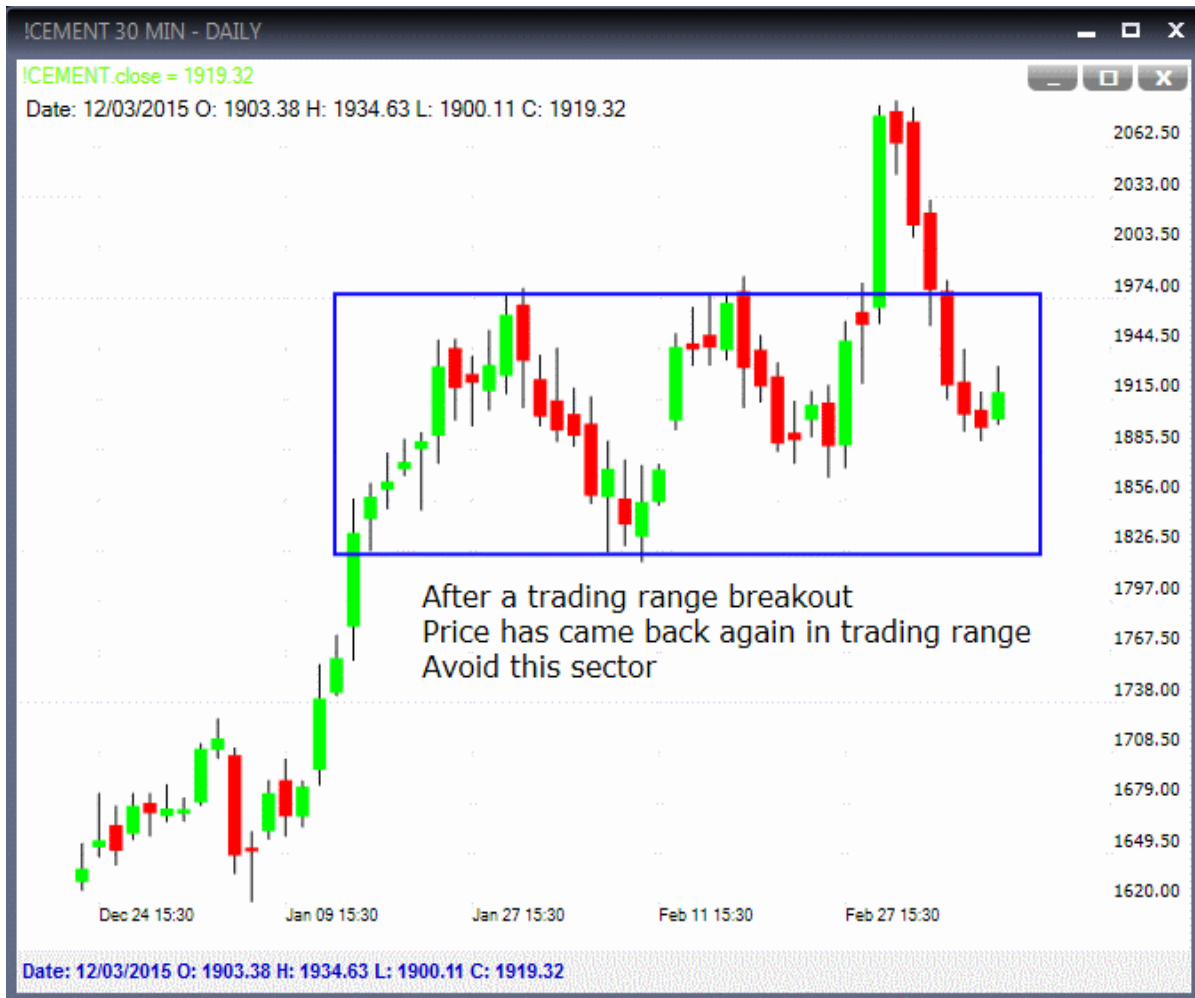 !CEMENT 30 MIN - DAILY
!CEMENT.close = 1919.32
Date: 12/03/2015 O: 1903.38 H: 1934.63 L: 1900.11 C: 1919.32
2062.50
2033.00
2003.50
1974.00
1944.50
1915.00
1885.50
1856.00
1826.50
1797.00
1767.50
1738.00
1708.50
1679.00
1649.50
1620.00
After a trading range breakout
Price has came back again in trading range
Avoid this sector
Dec 24 15:30 Jan 09 15:30 Jan 27 15:30 Feb 11 15:30 Feb 27 15:30
Date: 12/03/2015 O: 1903.38 H: 1934.63 L: 1900.11 C: 1919.32